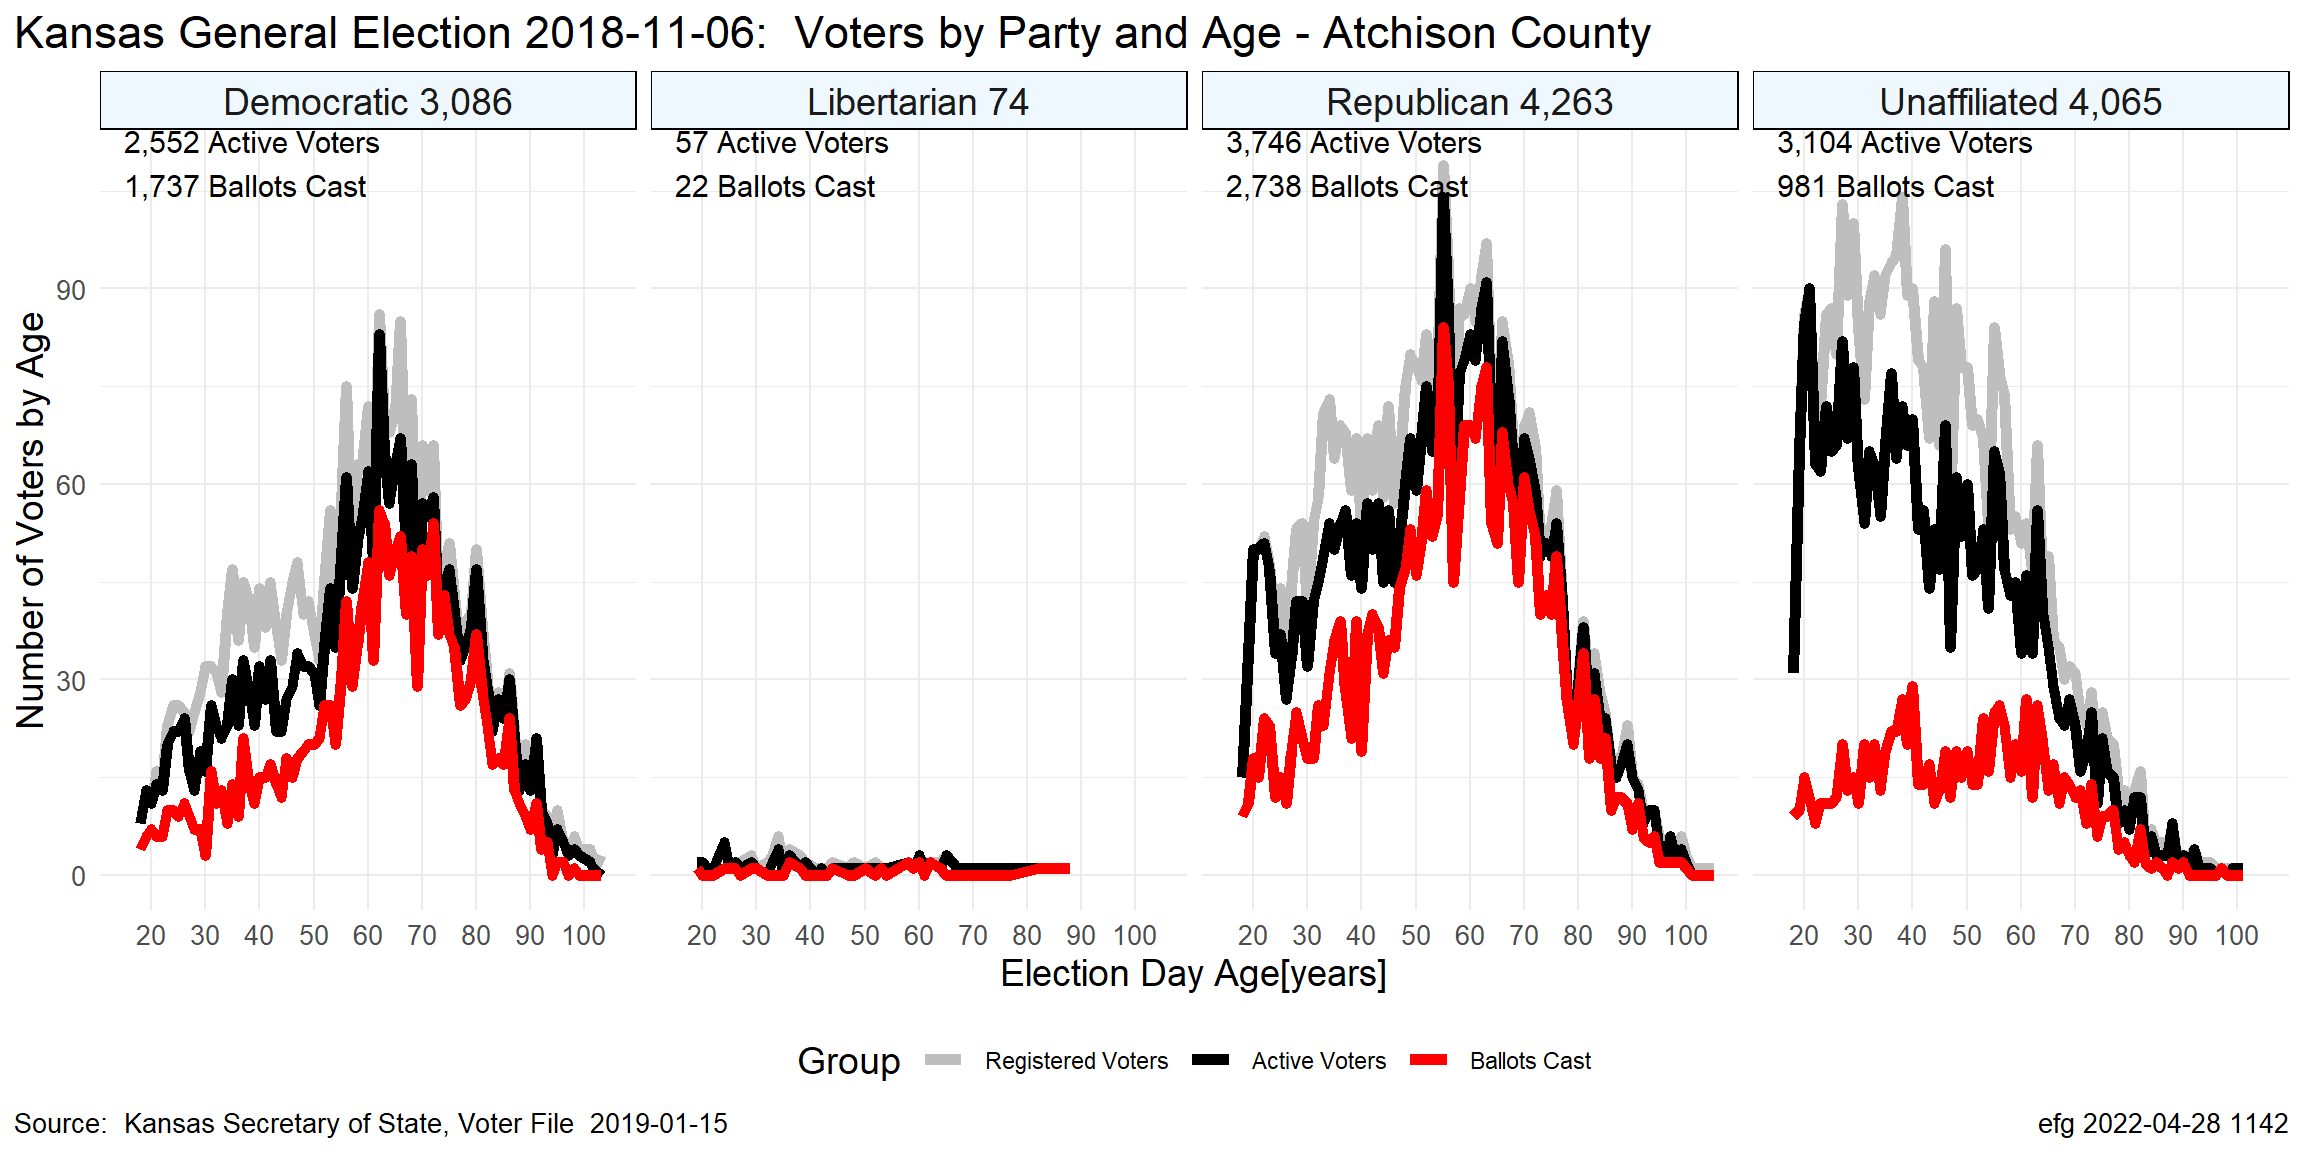 Kansas General Election 2018-11-06:  Voters by Party and Age - Atchison County
Democratic 3,086
Libertarian 74
Republican 4,263
Unaffiliated 4,065
2,552 Active Voters
1,737 Ballots Cast
57 Active Voters
22 Ballots Cast
3,746 Active Voters
2,738 Ballots Cast
3,104 Active Voters
981 Ballots Cast
Number of Voters by Age
90
60
30
0
20 30 40 50 60 70 80 90 100
20 30 40 50 60 70 80 90 100
20 30 40 50 60 70 80 90 100
20 30 40 50 60 70 80 90 100
Election Day Age[years]
Group Registered Voters Active Voters Ballots Cast
Source:  Kansas Secretary of State, Voter File  2019-01-15
efg 2022-04-28 1142